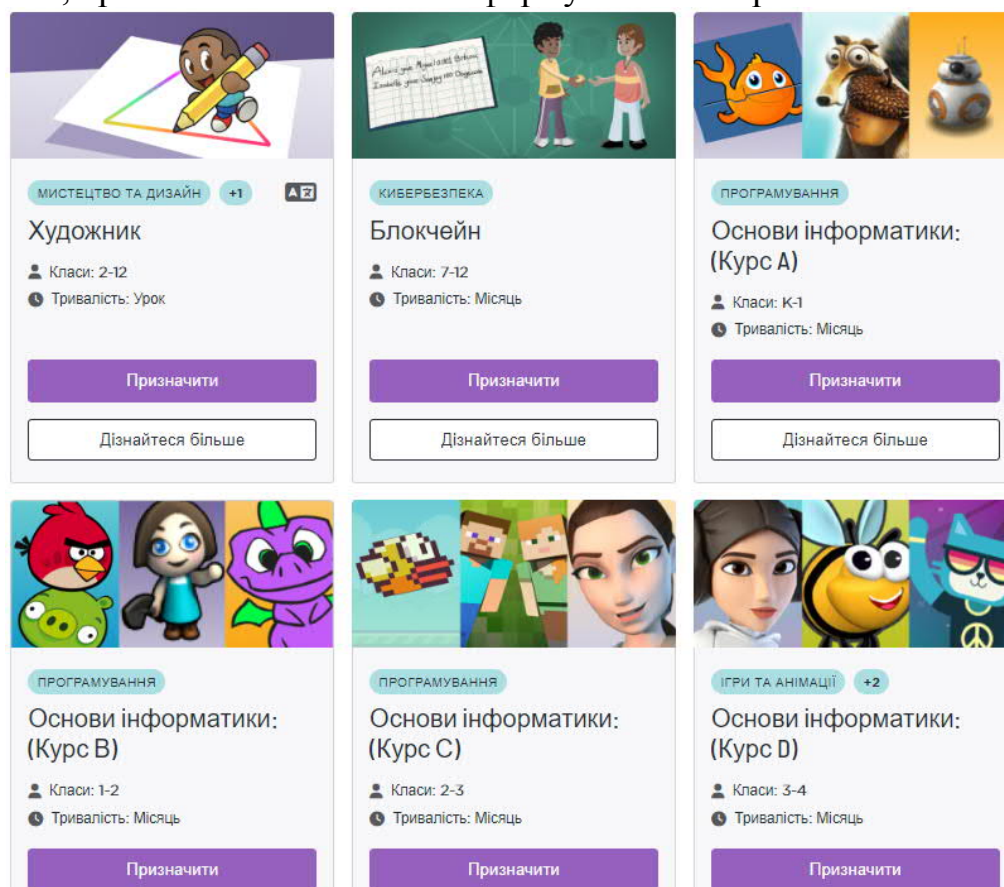 МИСТЕЦТВО ТА ДИЗАЙН +1
Художник
Класи: 2-12
Тривалість: Урок
Призначити
Дізнайтеся більше
КИБЕРБЕЗПЕКА
Блокчейн
Класи: 7-12
Тривалість: Місяць
Призначити
Дізнайтеся більше
ПРОГРАМУВАННЯ
Основи інформатики:
(Курс A)
Класи: K-1
Тривалість: Місяць
Призначити
Дізнайтеся більше
ПРОГРАМУВАННЯ
Основи інформатики:
(Курс B)
Класи: 1-2
Тривалість: Місяць
Призначити
ПРОГРАМУВАННЯ
Основи інформатики:
(Курс C)
Класи: 2-3
Тривалість: Місяць
Призначити
ІГРИ ТА АНІМАЦІЇ +2
Основи інформатики:
(Курс D)
Класи: 3-4
Тривалість: Місяць
Призначити